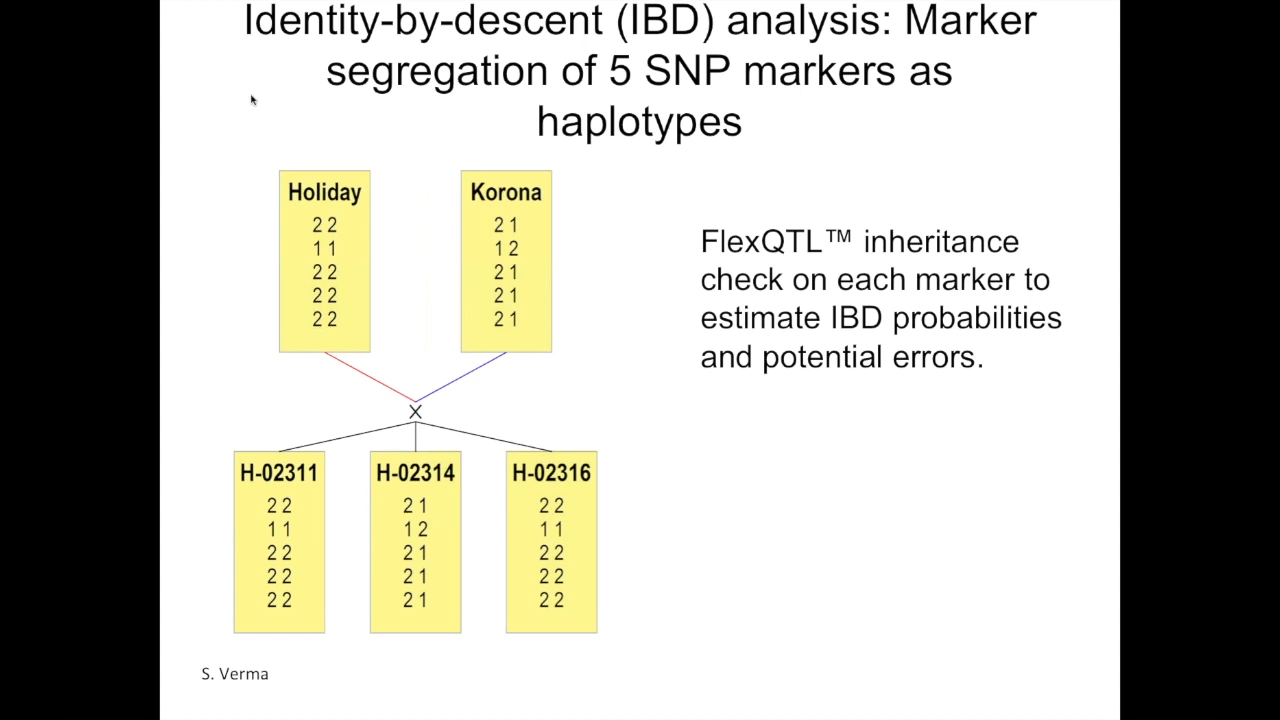 Identity-by-descent (IBD) analysis: Marker
segregation of 5 SNP markers as
haplotypes
Holiday
2 2
1 1
2 2
2 2
2 2
Korona
2 1
1 2
2 1
2 1
2 1
FlexQTL™ inheritance
check on each marker to
estimate IBD probabilities
and potential errors.
X
H-02311
2 2
1 1
2 2
2 2
2 2
H-02314
2 1
1 2
2 1
2 1
2 1
H-02316
2 2
1 1
2 2
2 2
2 2
S. Verma